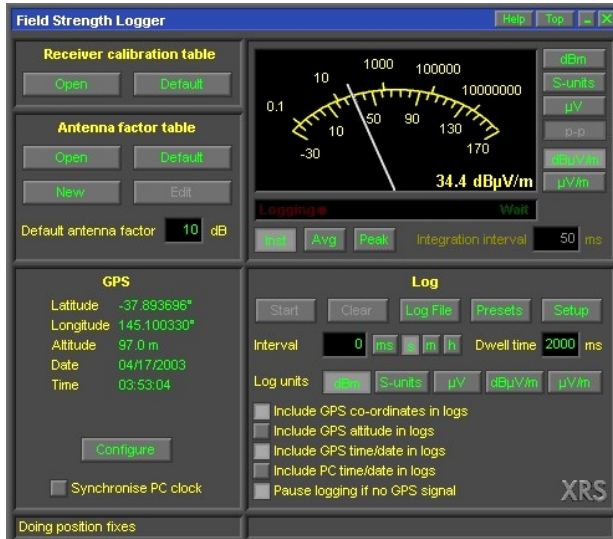 Field Strength Logger Help Top
Receiver calibration table
Open Default
Antenna factor table
Open Default
New Edit
Default antenna factor 10 dB
0.1 10 1000 100000 10000000
-30 10 50 90 130 170
34.4 dBµV/m
dBm
S-units
µV
p-p
dBµV/m
µV/m
Logging Wait
Inst Avg Peak Integration interval 50 ms
GPS
Latitude -37.893696°
Longitude 145.100330°
Altitude 97.0 m
Date 04/17/2003
Time 03:53:04
Configure
Synchronise PC clock
Log
Start Clear Log File Presets Setup
Interval 0 ms s m h Dwell time 2000 ms
Log units dBm S-units µV dBµV/m µV/m
Include GPS co-ordinates in logs
Include GPS altitude in logs
Include GPS time/date in logs
Include PC time/date in logs
Pause logging if no GPS signal
XRS
Doing position fixes